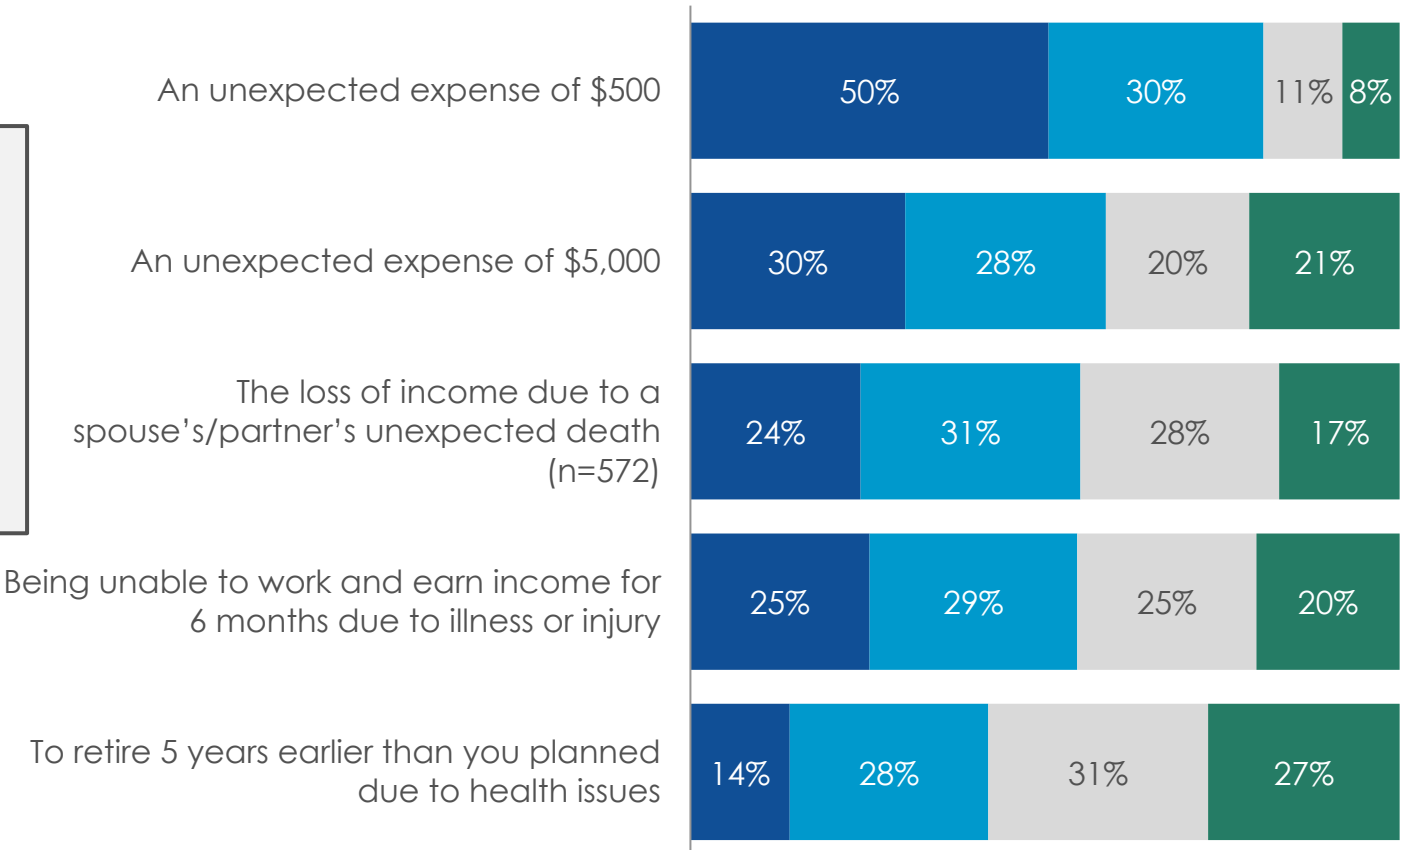 An unexpected expense of $500
50% 30% 11% 8%
An unexpected expense of $5,000
30% 28% 20% 21%
The loss of income due to a
spouse’s/partner’s unexpected death
(n=572)
24% 31% 28% 17%
Being unable to work and earn income for
6 months due to illness or injury
25% 29% 25% 20%
To retire 5 years earlier than you planned
due to health issues
14% 28% 31% 27%